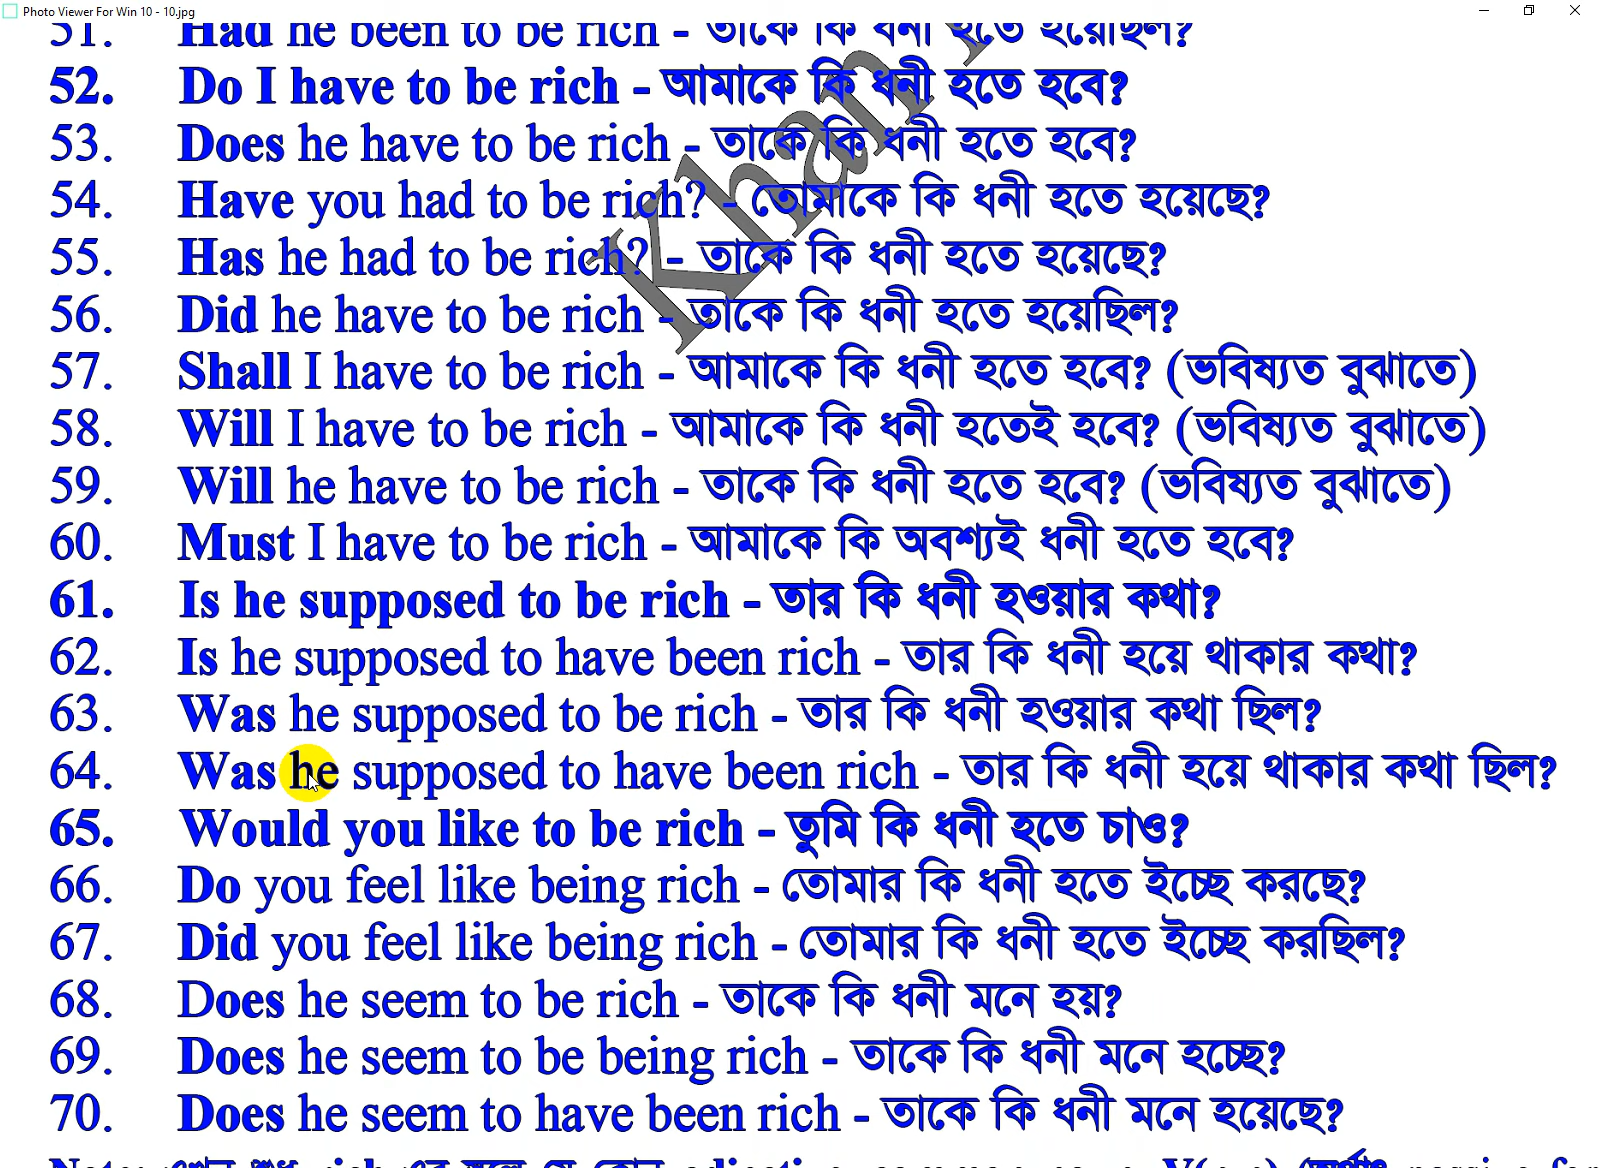 Photo Viewer For Win 10 - 10.jpg
51. Had he been to be rich - তাকে কি ধনী হতে হয়েছিল?
52. Do I have to be rich - আমাকে কি ধনী হতে হবে?
53. Does he have to be rich - তাকে কি ধনী হতে হবে?
54. Have you had to be rich? - তোমাকে কি ধনী হতে হয়েছে?
55. Has he had to be rich? - তাকে কি ধনী হতে হয়েছে?
56. Did he have to be rich - তাকে কি ধনী হতে হয়েছিল?
57. Shall I have to be rich - আমাকে কি ধনী হতে হবে? (ভবিষ্যত বুঝাতে)
58. Will I have to be rich - আমাকে কি ধনী হতেই হবে? (ভবিষ্যত বুঝাতে)
59. Will he have to be rich - তাকে কি ধনী হতে হবে? (ভবিষ্যত বুঝাতে)
60. Must I have to be rich - আমাকে কি অবশ্যই ধনী হতে হবে?
61. Is he supposed to be rich - তার কি ধনী হওয়ার কথা?
62. Is he supposed to have been rich - তার কি ধনী হয়ে থাকার কথা?
63. Was he supposed to be rich - তার কি ধনী হওয়ার কথা ছিল?
64. Was he supposed to have been rich - তার কি ধনী হয়ে থাকার কথা ছিল?
65. Would you like to be rich - তুমি কি ধনী হতে চাও?
66. Do you feel like being rich - তোমার কি ধনী হতে ইচ্ছে করছে?
67. Did you feel like being rich - তোমার কি ধনী হতে ইচ্ছে করছিল?
68. Does he seem to be rich - তাকে কি ধনী মনে হয়?
69. Does he seem to be being rich - তাকে কি ধনী মনে হচ্ছে?
70. Does he seem to have been rich - তাকে কি ধনী মনে হয়েছে?
Khan